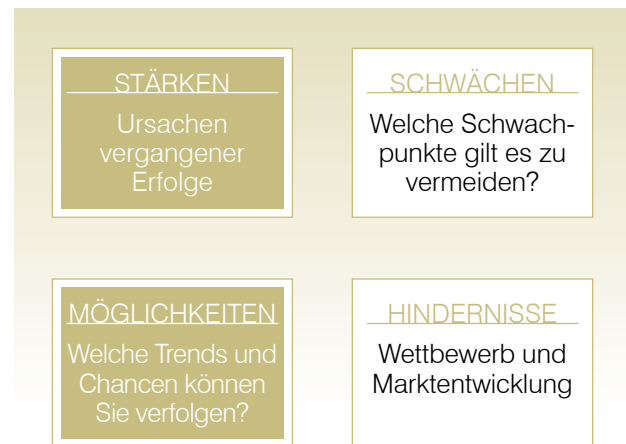 STÄRKEN
Ursachen
vergangener
Erfolge
SCHWÄCHEN
Welche Schwach-
punkte gilt es zu
vermeiden?
MÖGLICHKEITEN
Welche Trends und
Chancen können
Sie verfolgen?
HINDERNISSE
Wettbewerb und
Marktentwicklung